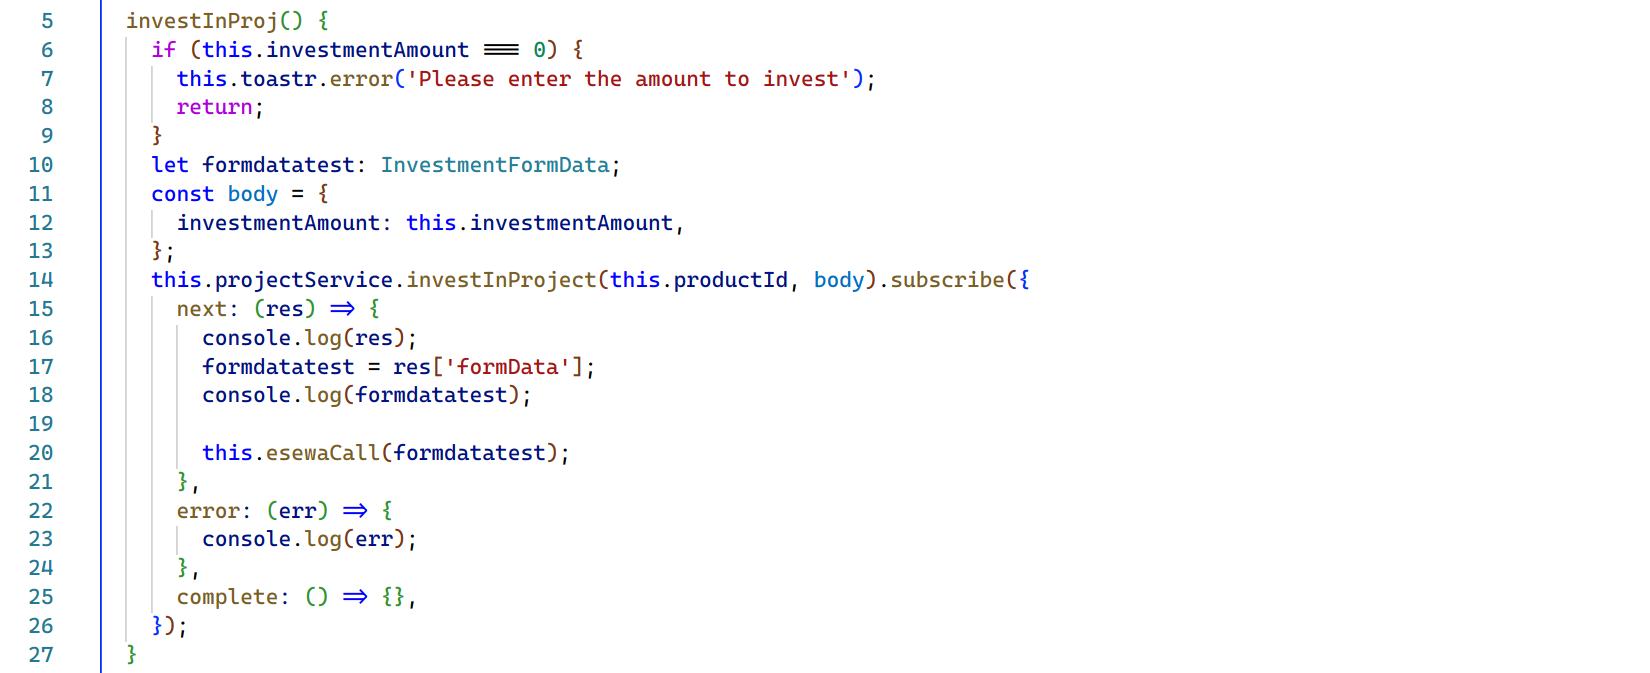 5 investInProj() {
6 if (this.investmentAmount === 0) {
7 this.toastr.error('Please enter the amount to invest');
8 return;
9 }
10 let formdatatest: InvestmentFormData;
11 const body = {
12 investmentAmount: this.investmentAmount,
13 };
14 this.projectService.investInProject(this.productId, body).subscribe({
15 next: (res) => {
16 console.log(res);
17 formdatatest = res['formData'];
18 console.log(formdatatest);
19
20 this.esewaCall(formdatatest);
21 },
22 error: (err) => {
23 console.log(err);
24 },
25 complete: () => {},
26 });
27 }